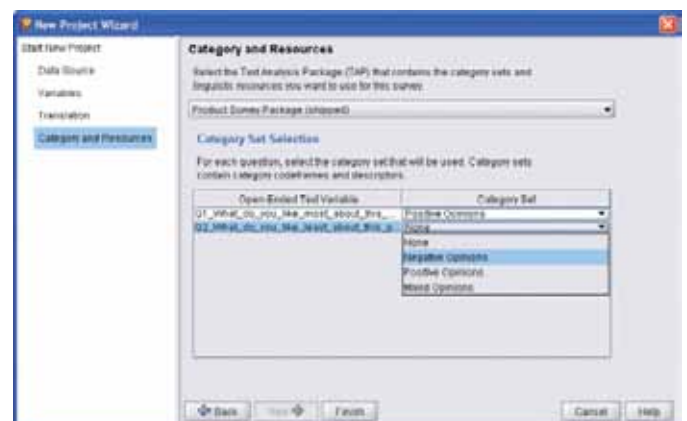 New Project Wizard
Start New Project
Data Source
Variables
Translation
Category and Resources
Category and Resources
Select the Text Analysis Package (TAP) that contains the category sets and
linguistic resources you want to use for this survey.
Product Survey Package (shipped)
Category Set Selection
For each question, select the category set that will be used. Category sets
contain category codeframes and descriptors.
Open-Ended Text Variable
Category Set
Q1_What_do_you_like_most_about_this_...
Positive Opinions
Q2_What_do_you_like_least_about_this_p
None
None
Negative Opinions
Positive Opinions
Mixed Opinions
Back
Next
Finish
Cancel
Help